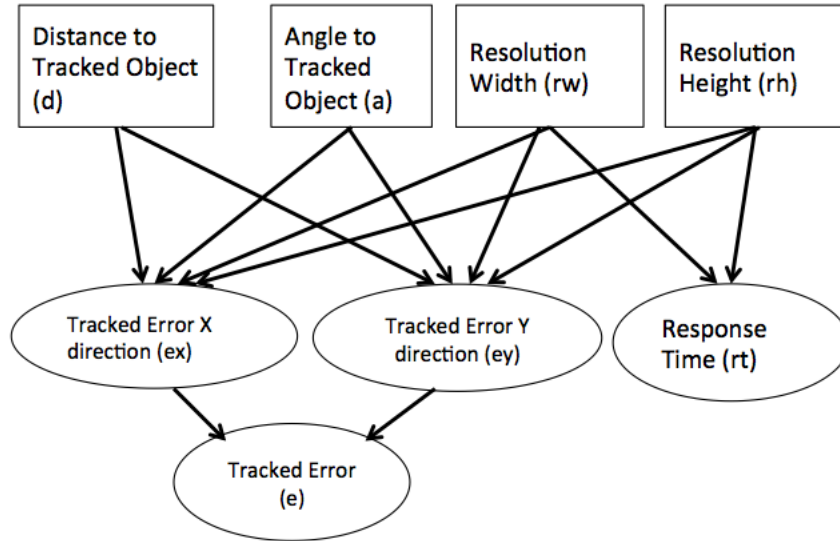 Distance to
Tracked Object
(d)
Angle to
Tracked
Object (a)
Resolution
Width (rw)
Resolution
Height (rh)
Tracked Error X
direction (ex)
Tracked Error Y
direction (ey)
Response
Time (rt)
Tracked Error
(e)